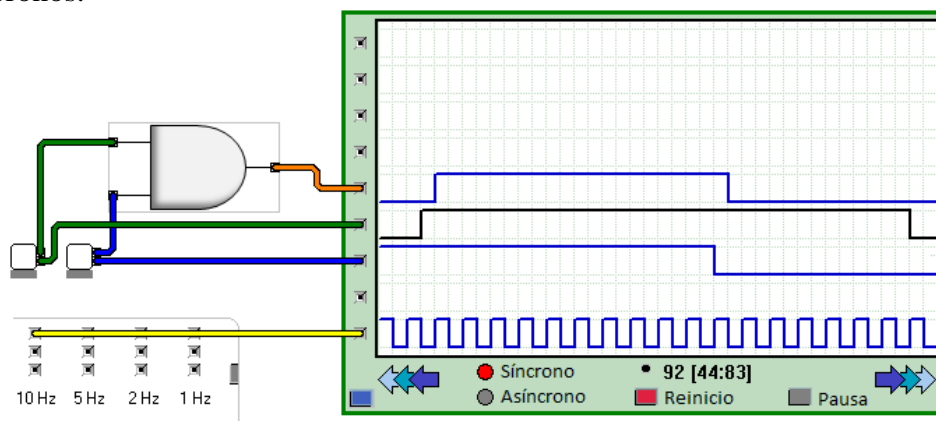 Síncrono
• 92 [44:83]
Asíncrono
Reinicio
Pausa
10 Hz 5 Hz 2 Hz 1 Hz